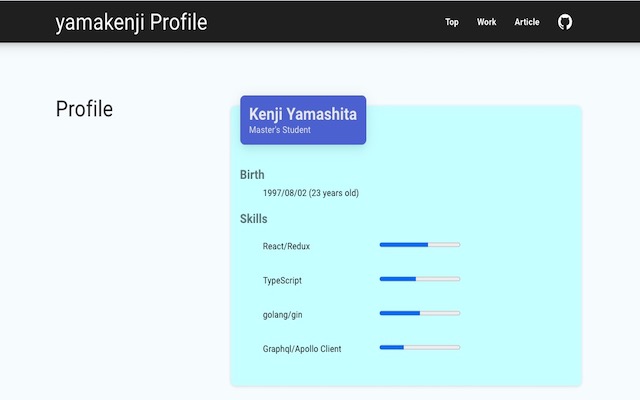 yamakenji Profile
Top Work Article
Profile
Kenji Yamashita
Master's Student
Birth
1997/08/02 (23 years old)
Skills
React/Redux
TypeScript
golang/gin
Graphql/Apollo Client